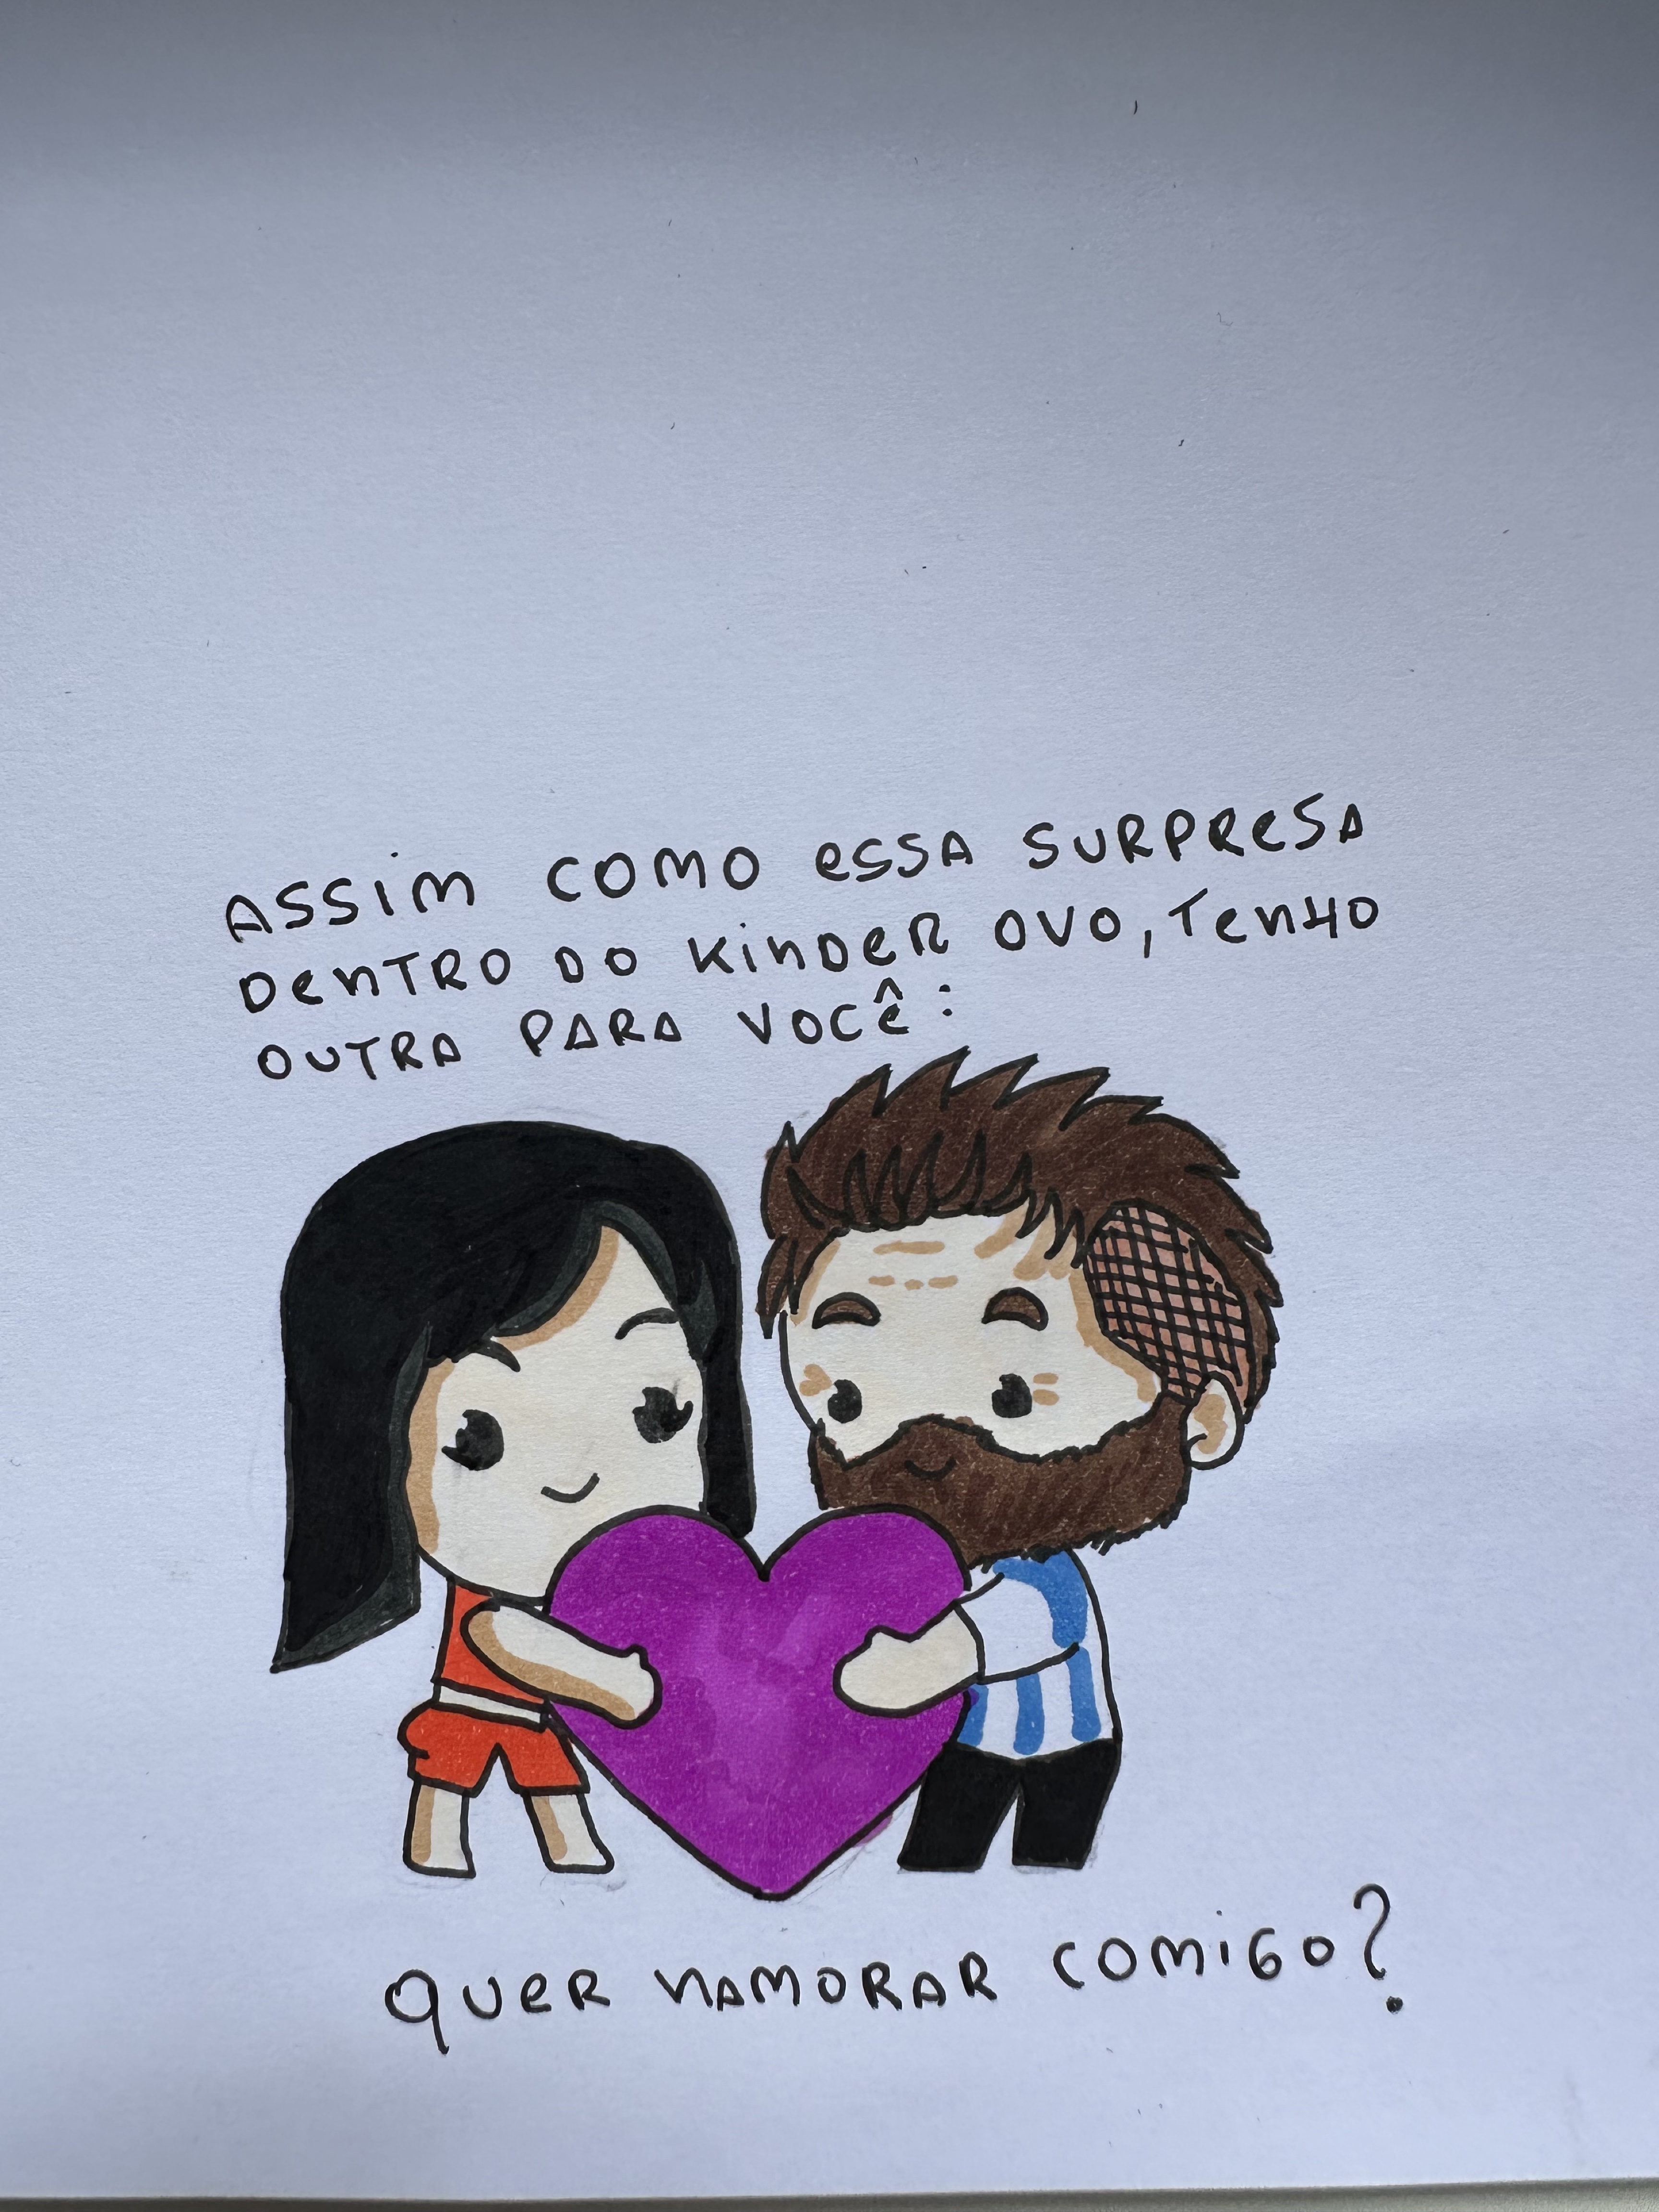 ASSIM COMO ESSA SURPRESA
DENTRO DO KINDER OVO, TENHO
OUTRA PARA VOCÊ:
QUER NAMORAR COMIGO?